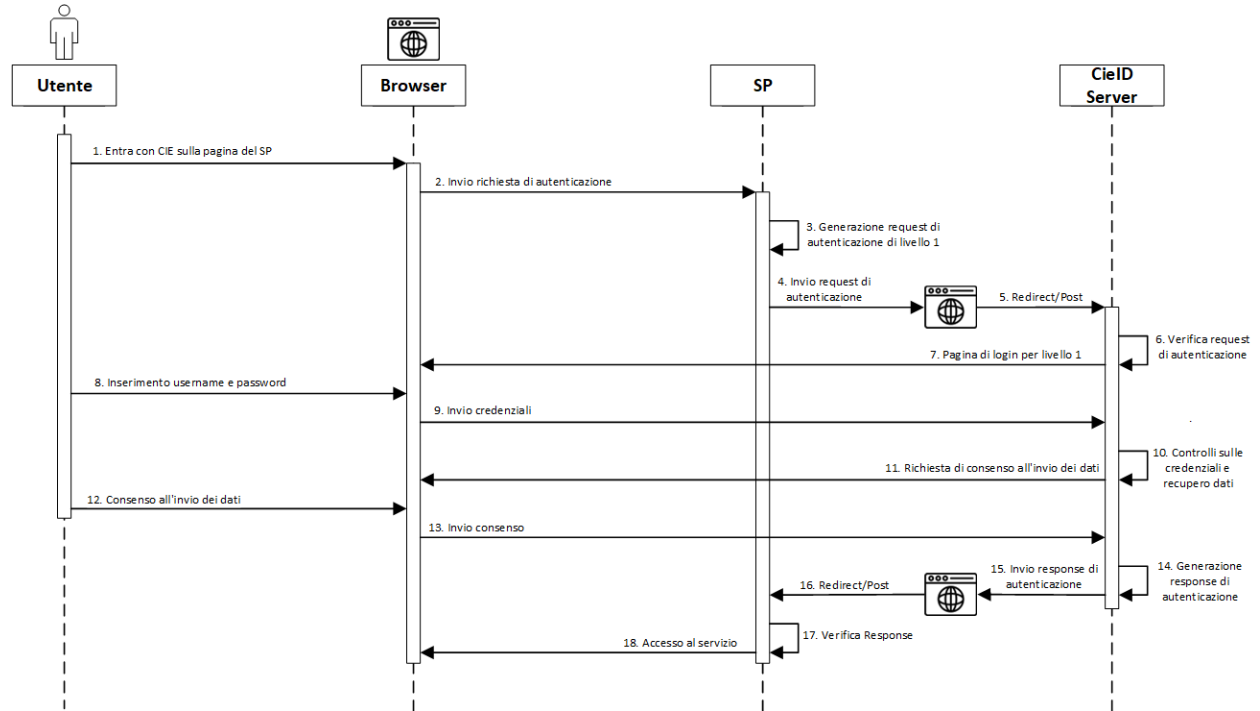 Utente
Browser
SP
CieID
Server
1. Entra con CIE sulla pagina del SP
2. Invio richiesta di autenticazione
3. Generazione request di
autenticazione di livello 1
4. Invio request di
autenticazione
5. Redirect/Post
6. Verifica request
di autenticazione
7. Pagina di login per livello 1
8. Inserimento username e password
9. Invio credenziali
10. Controlli sulle
credenziali e
recupero dati
11. Richiesta di consenso all'invio dei dati
12. Consenso all'invio dei dati
13. Invio consenso
14. Generazione
response di
autenticazione
15. Invio response di
autenticazione
16. Redirect/Post
17. Verifica Response
18. Accesso al servizio